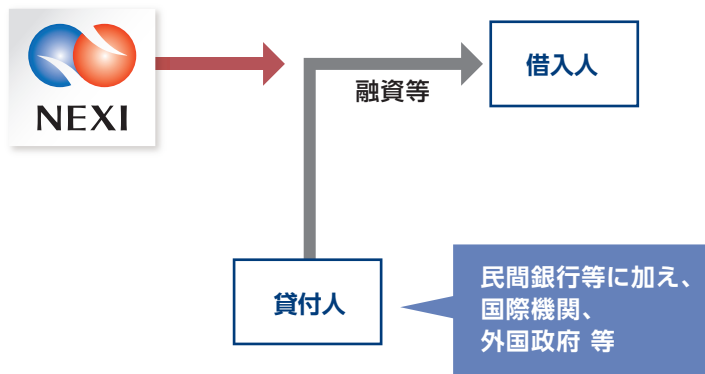 NEXI
借入人
融資等
貸付人
民間銀行等に加え、
国際機関、
外国政府 等